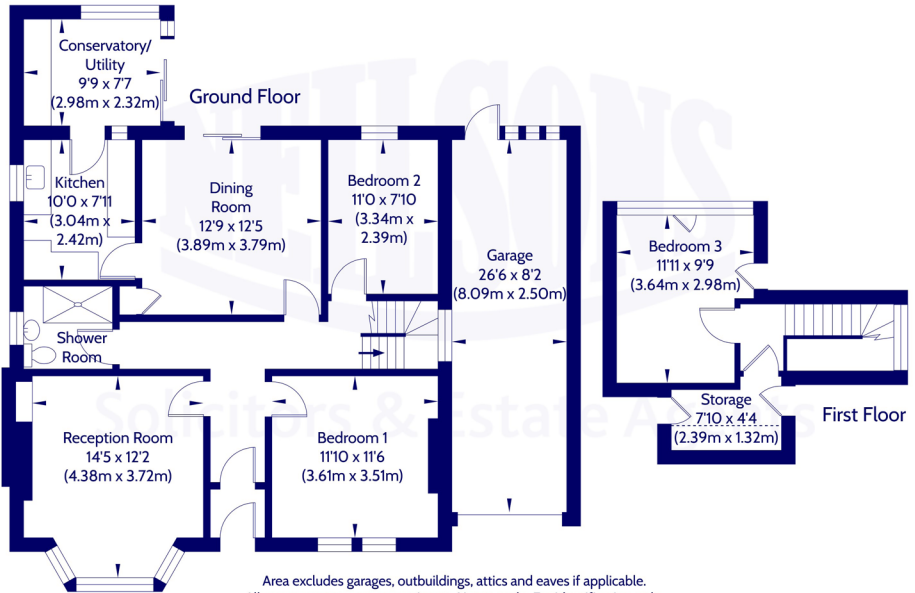 Conservatory/
Utility
9'9 x 7'7
(2.98m x 2.32m)
Ground Floor
NEILSONS
Solicitors & Estate Agents
Kitchen
10'0 x 7'11
(3.04m x
2.42m)
Dining
Room
12'9 x 12'5
(3.89m x 3.79m)
Bedroom 2
11'0 x 7'10
(3.34m x
2.39m)
Garage
26'6 x 8'2
(8.09m x 2.50m)
Bedroom 3
11'11 x 9'9
(3.64m x 2.98m)
Shower
Room
Reception Room
14'5 x 12'2
(4.38m x 3.72m)
Bedroom 1
11'10 x 11'6
(3.61m x 3.51m)
Storage
7'10 x 4'4
(2.39m x 1.32m)
First Floor
Area excludes garages, outbuildings, attics and eaves if applicable.